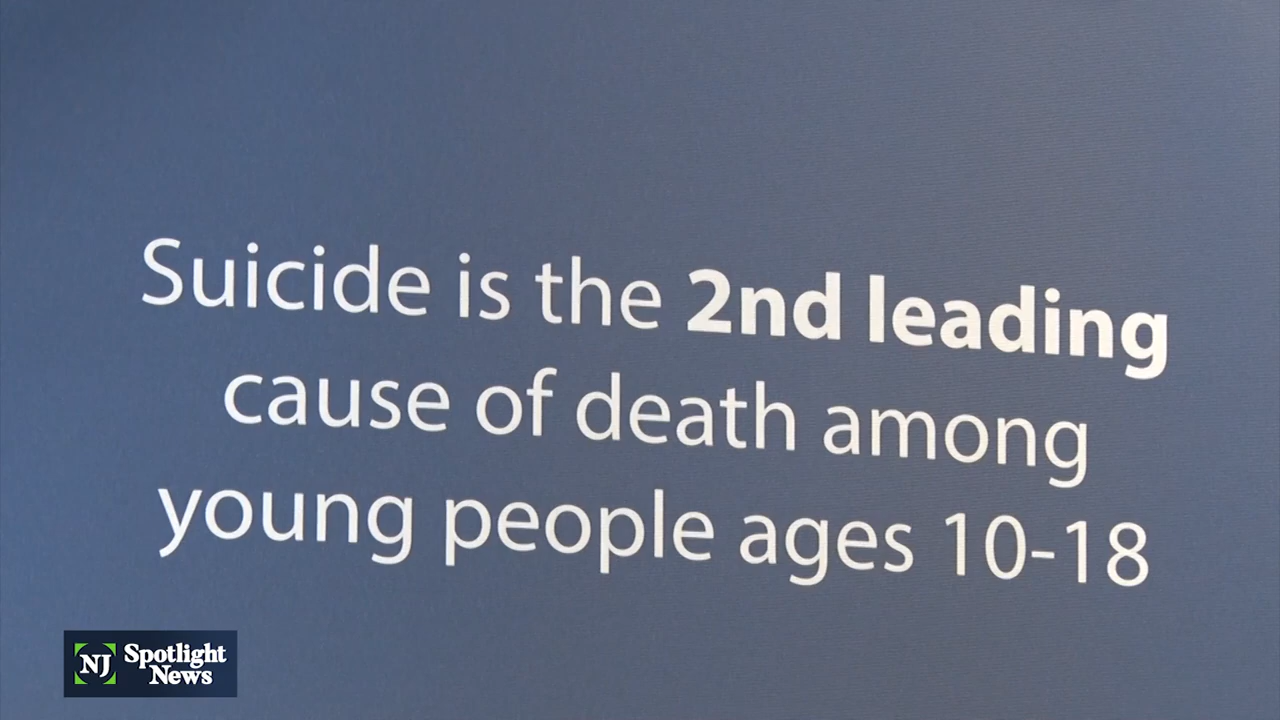 Suicide is the 2nd leading
cause of death among
young people ages 10-18
NJ Spotlight
News